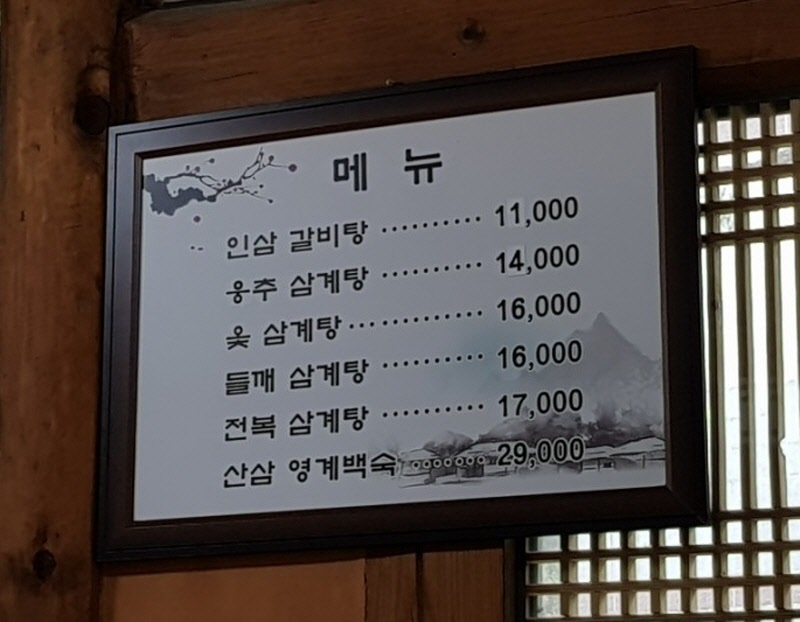 메 뉴
인삼 갈비탕 ·········· 11,000
웅추 삼계탕 ·········· 14,000
옻 삼계탕 ············· 16,000
들깨 삼계탕 ·········· 16,000
전복 삼계탕 ·········· 17,000
산삼 영계백숙 ······· 29,000